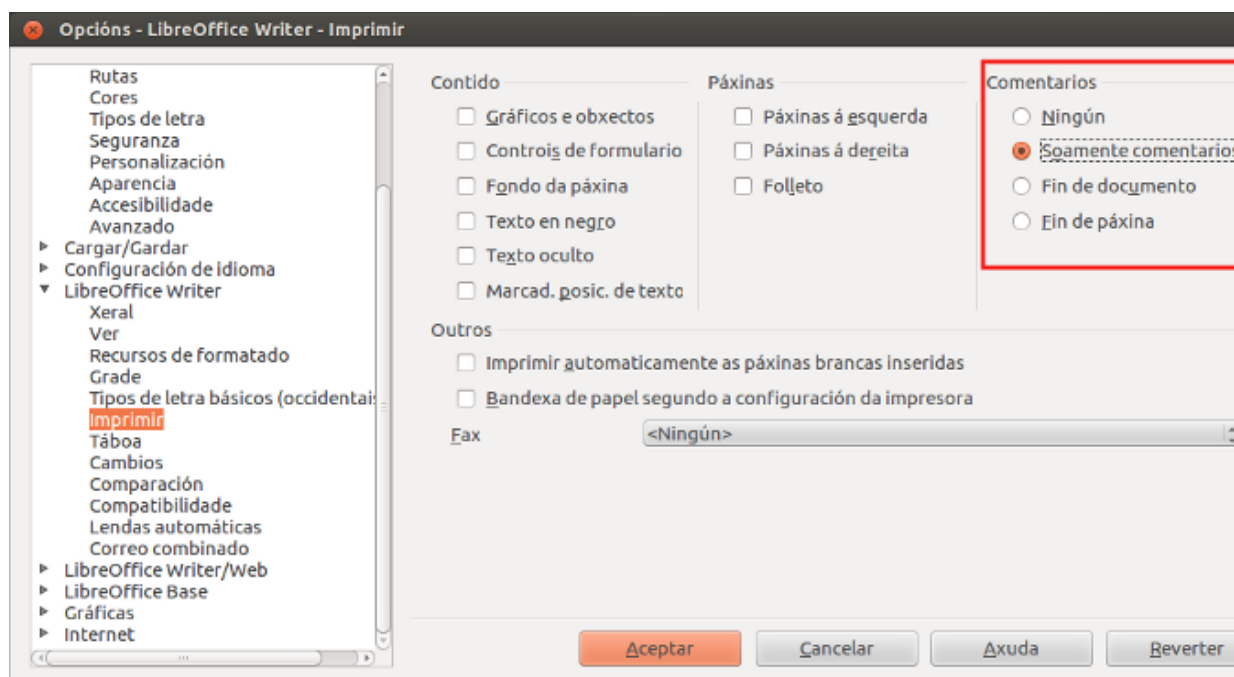 Opcións - LibreOffice Writer - Imprimir
Rutas
Cores
Tipos de letra
Seguranza
Personalización
Aparencia
Accesibilidade
Avanzado
Cargar/Gardar
Configuración de idioma
LibreOffice Writer
Xeral
Ver
Recursos de formatado
Grade
Tipos de letra básicos (occidentais
Imprimir
Táboa
Cambios
Comparación
Compatibilidade
Lendas automáticas
Correo combinado
LibreOffice Writer/Web
LibreOffice Base
Gráficas
Internet
Contido
Gráficos e obxectos
Controis de formulario
Fondo da páxina
Texto en negro
Texto oculto
Marcad. posic. de texto
Páxinas
Páxinas á esquerda
Páxinas á dereita
Folleto
Comentarios
Ningún
Soamente comentarios
Fin de documento
Fin de páxina
Outros
Imprimir automaticamente as páxinas brancas inseridas
Bandexa de papel segundo a configuración da impresora
Fax
<Ningún>
Aceptar
Cancelar
Axuda
Reverter